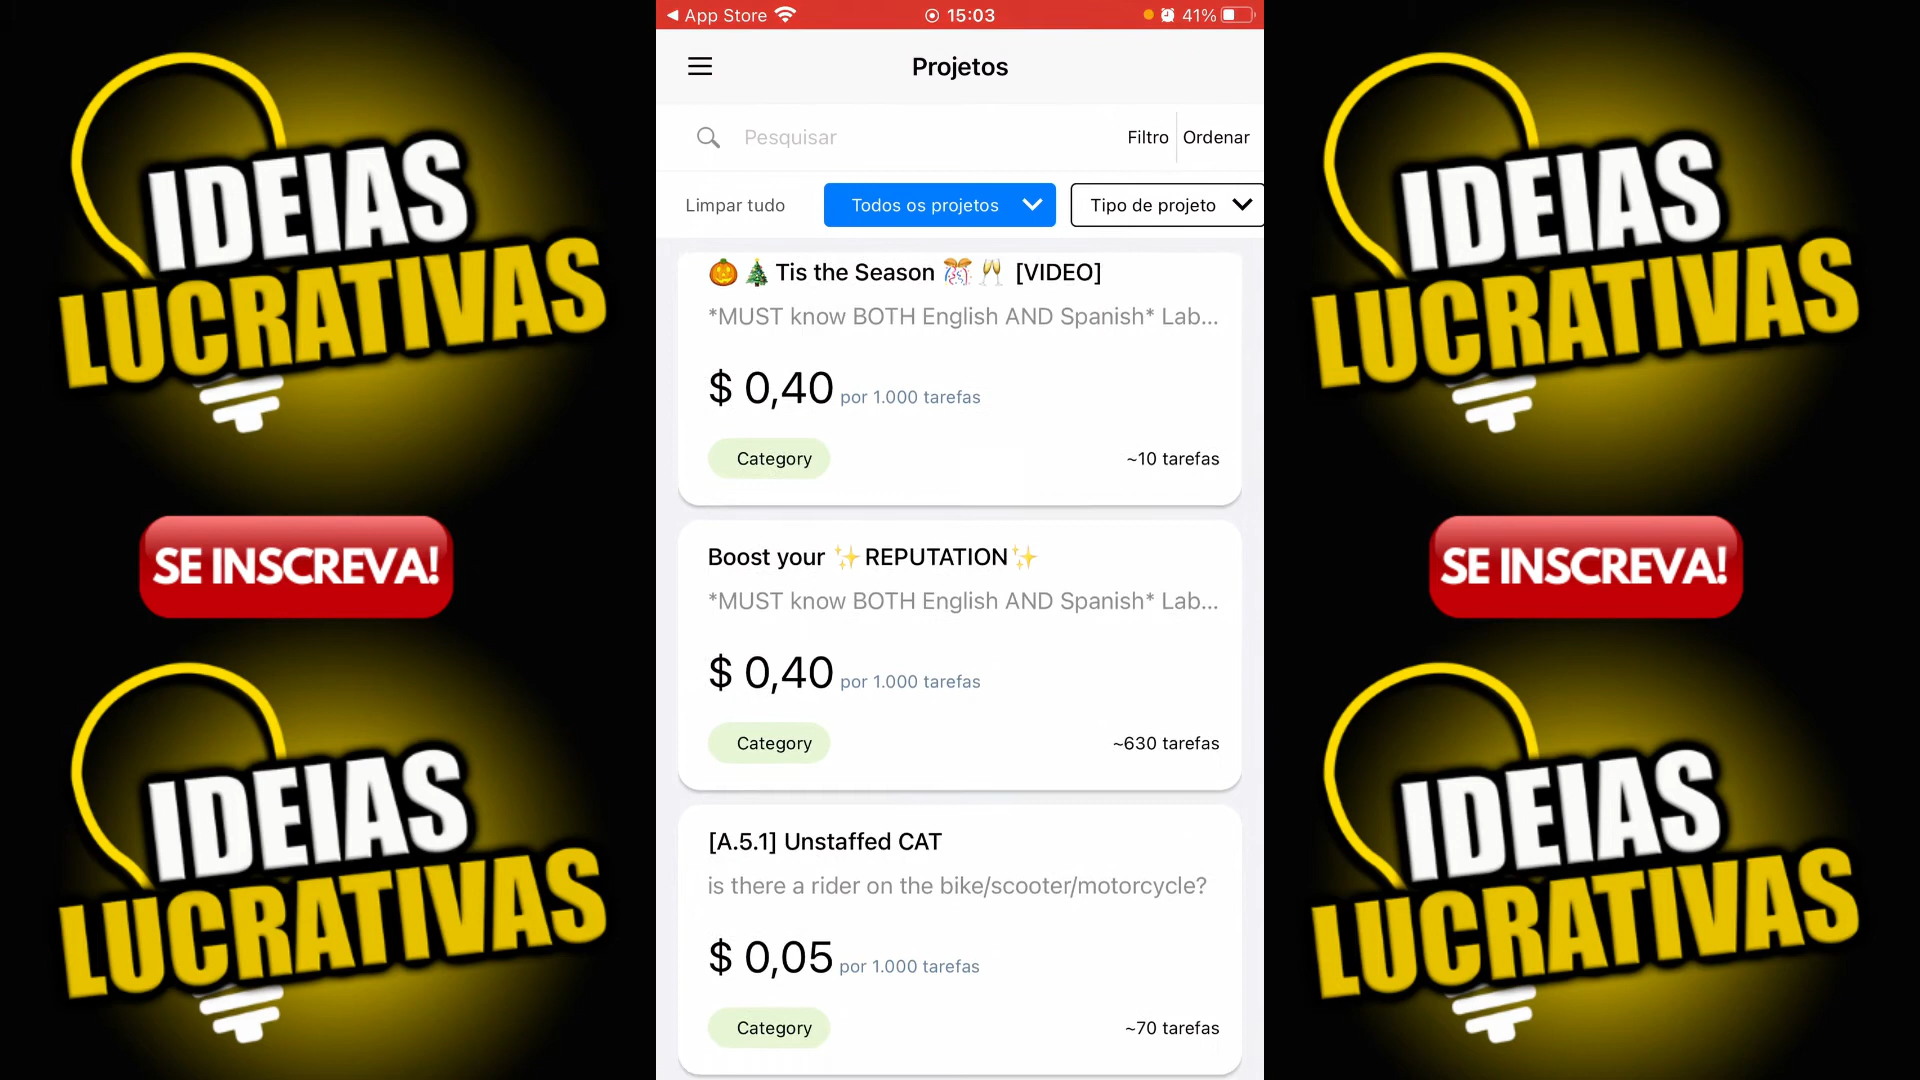 ◀ App Store
15:03
41%
Projetos
Pesquisar
Filtro
Ordenar
Limpar tudo
Todos os projetos
Tipo de projeto
🎃🎄 Tis the Season 🎊🥂 [VIDEO]
*MUST know BOTH English AND Spanish* Lab...
$ 0,40 por 1.000 tarefas
Category
~10 tarefas
Boost your ✨REPUTATION✨
*MUST know BOTH English AND Spanish* Lab...
$ 0,40 por 1.000 tarefas
Category
~630 tarefas
[A.5.1] Unstaffed CAT
is there a rider on the bike/scooter/motorcycle?
$ 0,05 por 1.000 tarefas
Category
~70 tarefas
IDEIAS
LUCRATIVAS
SE INSCREVA!
IDEIAS
LUCRATIVAS
IDEIAS
LUCRATIVAS
SE INSCREVA!
IDEIAS
LUCRATIVAS